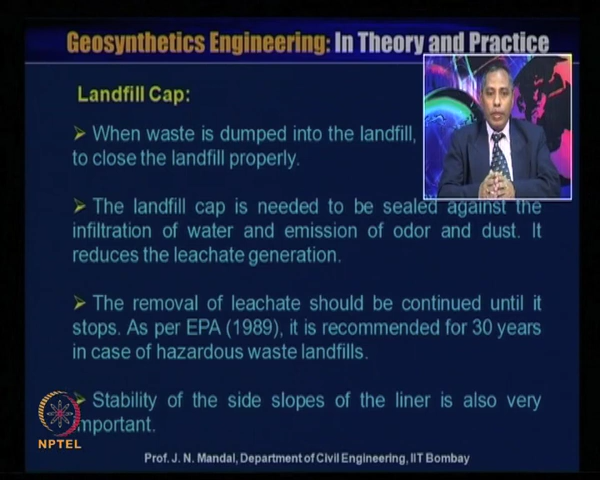 Geosynthetics Engineering: In Theory and Practice
Landfill Cap:
➢ When waste is dumped into the landfill,
to close the landfill properly.
➢ The landfill cap is needed to be sealed against the
infiltration of water and emission of odor and dust. It
reduces the leachate generation.
➢ The removal of leachate should be continued until it
stops. As per EPA (1989), it is recommended for 30 years
in case of hazardous waste landfills.
➢ Stability of the side slopes of the liner is also very
mportant.
NPTEL
Prof. J. N. Mandal, Department of Civil Engineering, IIT Bombay